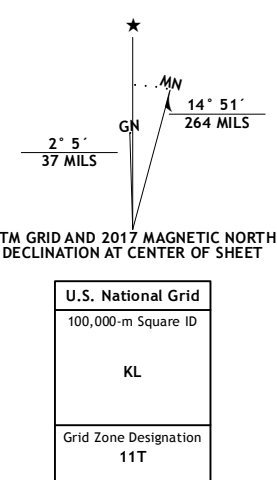 ★
MN
GN
14° 51´
264 MILS
2° 5´
37 MILS
TM GRID AND 2017 MAGNETIC NORTH
DECLINATION AT CENTER OF SHEET
U.S. National Grid
100,000-m Square ID
KL
Grid Zone Designation
11T